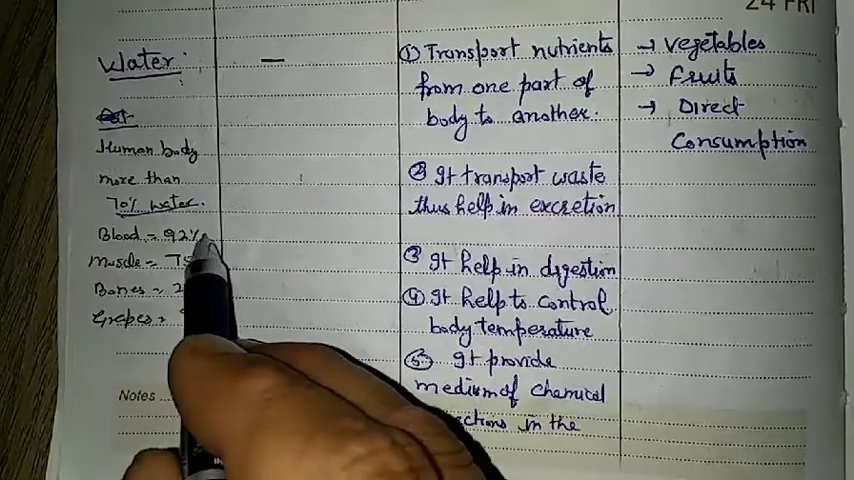 24 FRI
Water
—
① Transport nutrients
from one part of
body to another.
→ Vegetables
→ Fruits
→ Direct
Consumption
Human body
more than
70% water.
Blood = 92%
Muscle = 75
Bones = 2
Grapes =
② It transport waste
thus help in excretion
③ It help in digestion
④ It help to control
body temperature
⑤ It provide
medium of chemical
in the
Notes